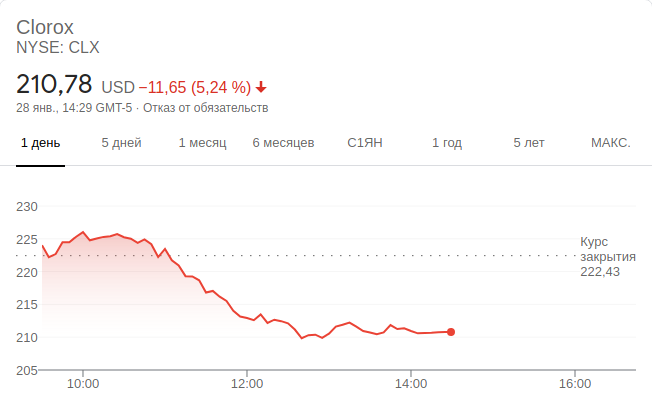 Clorox
NYSE: CLX
210,78 USD −11,65 (5,24 %)
28 янв., 14:29 GMT-5 · Отказ от обязательств
1 день 5 дней 1 месяц 6 месяцев С1ЯН 1 год 5 лет МАКС.
230
225
Курс
закрытия
222,43
220
215
210
205
10:00 12:00 14:00 16:00